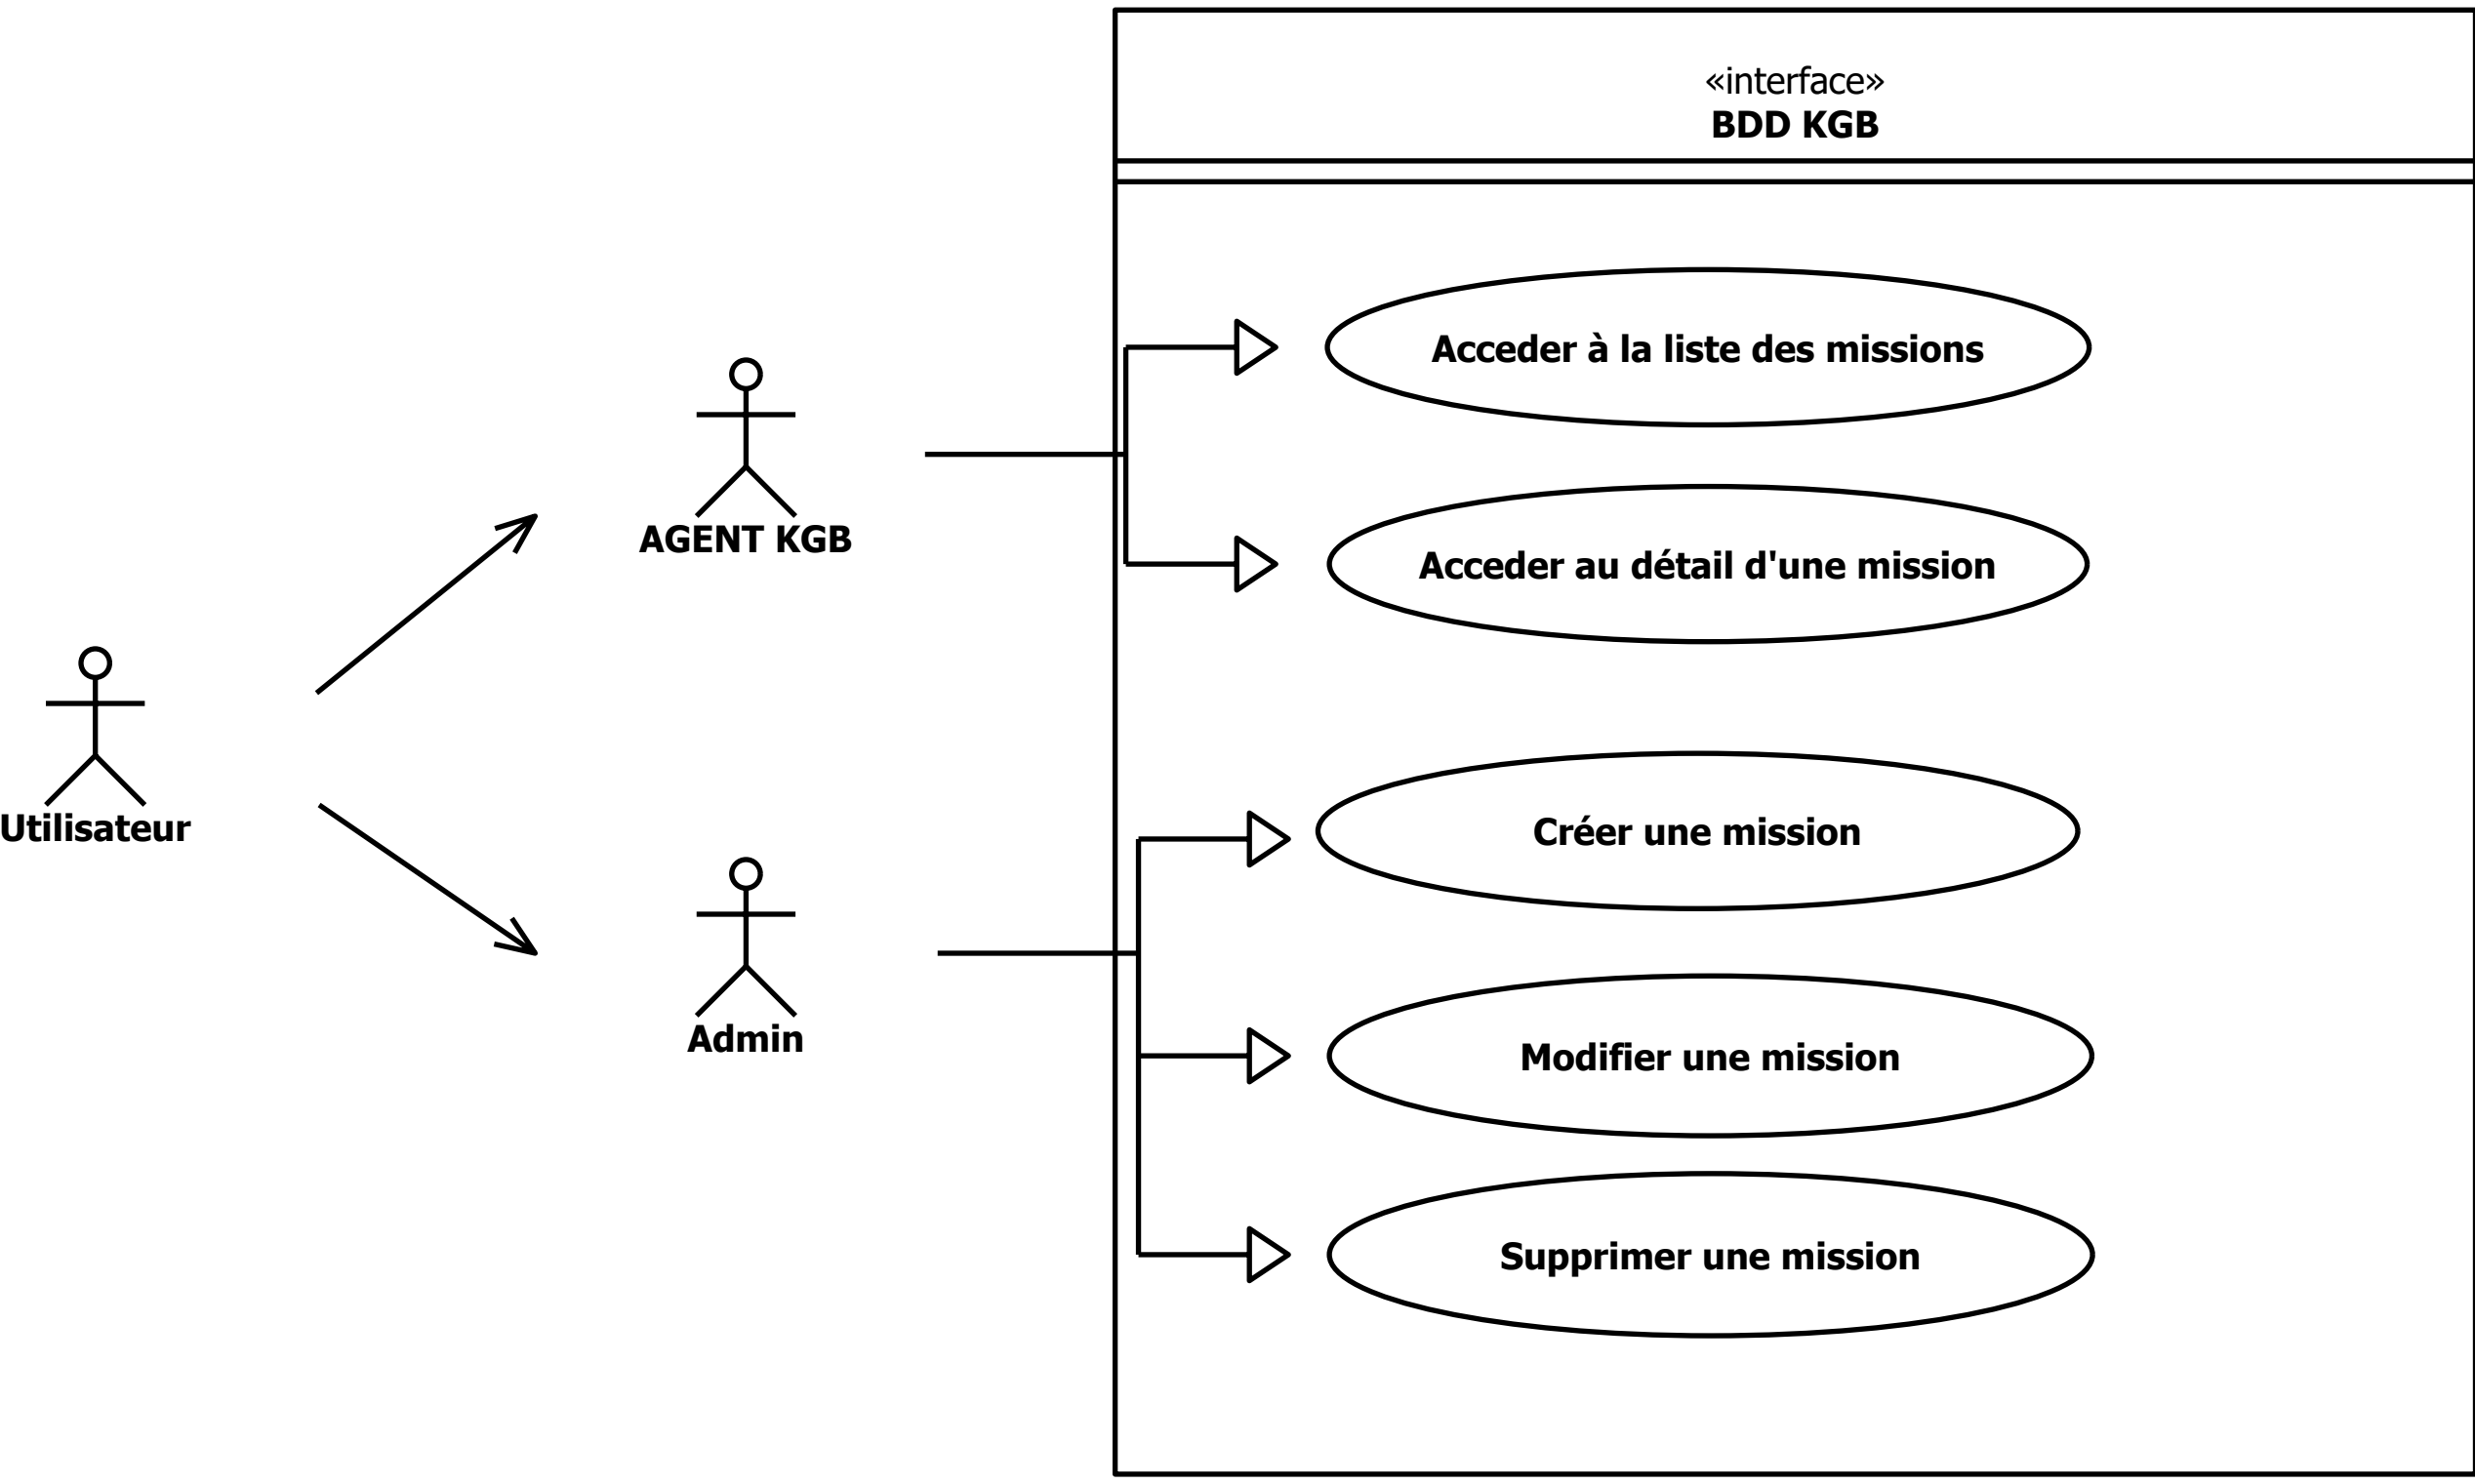 «interface»
BDD KGB
Acceder à la liste des missions
AGENT KGB
Acceder au détail d'une mission
Utilisateur
Créer une mission
Admin
Modifier une mission
Supprimer une mission